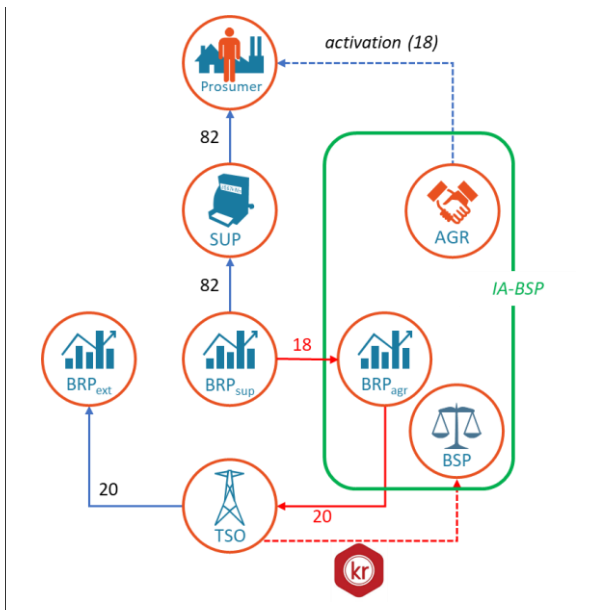 activation (18)
Prosumer
82
SUP
AGR
82
IA-BSP
18
BRPext
BRPsup
BRPagr
BSP
20
20
TSO
kr